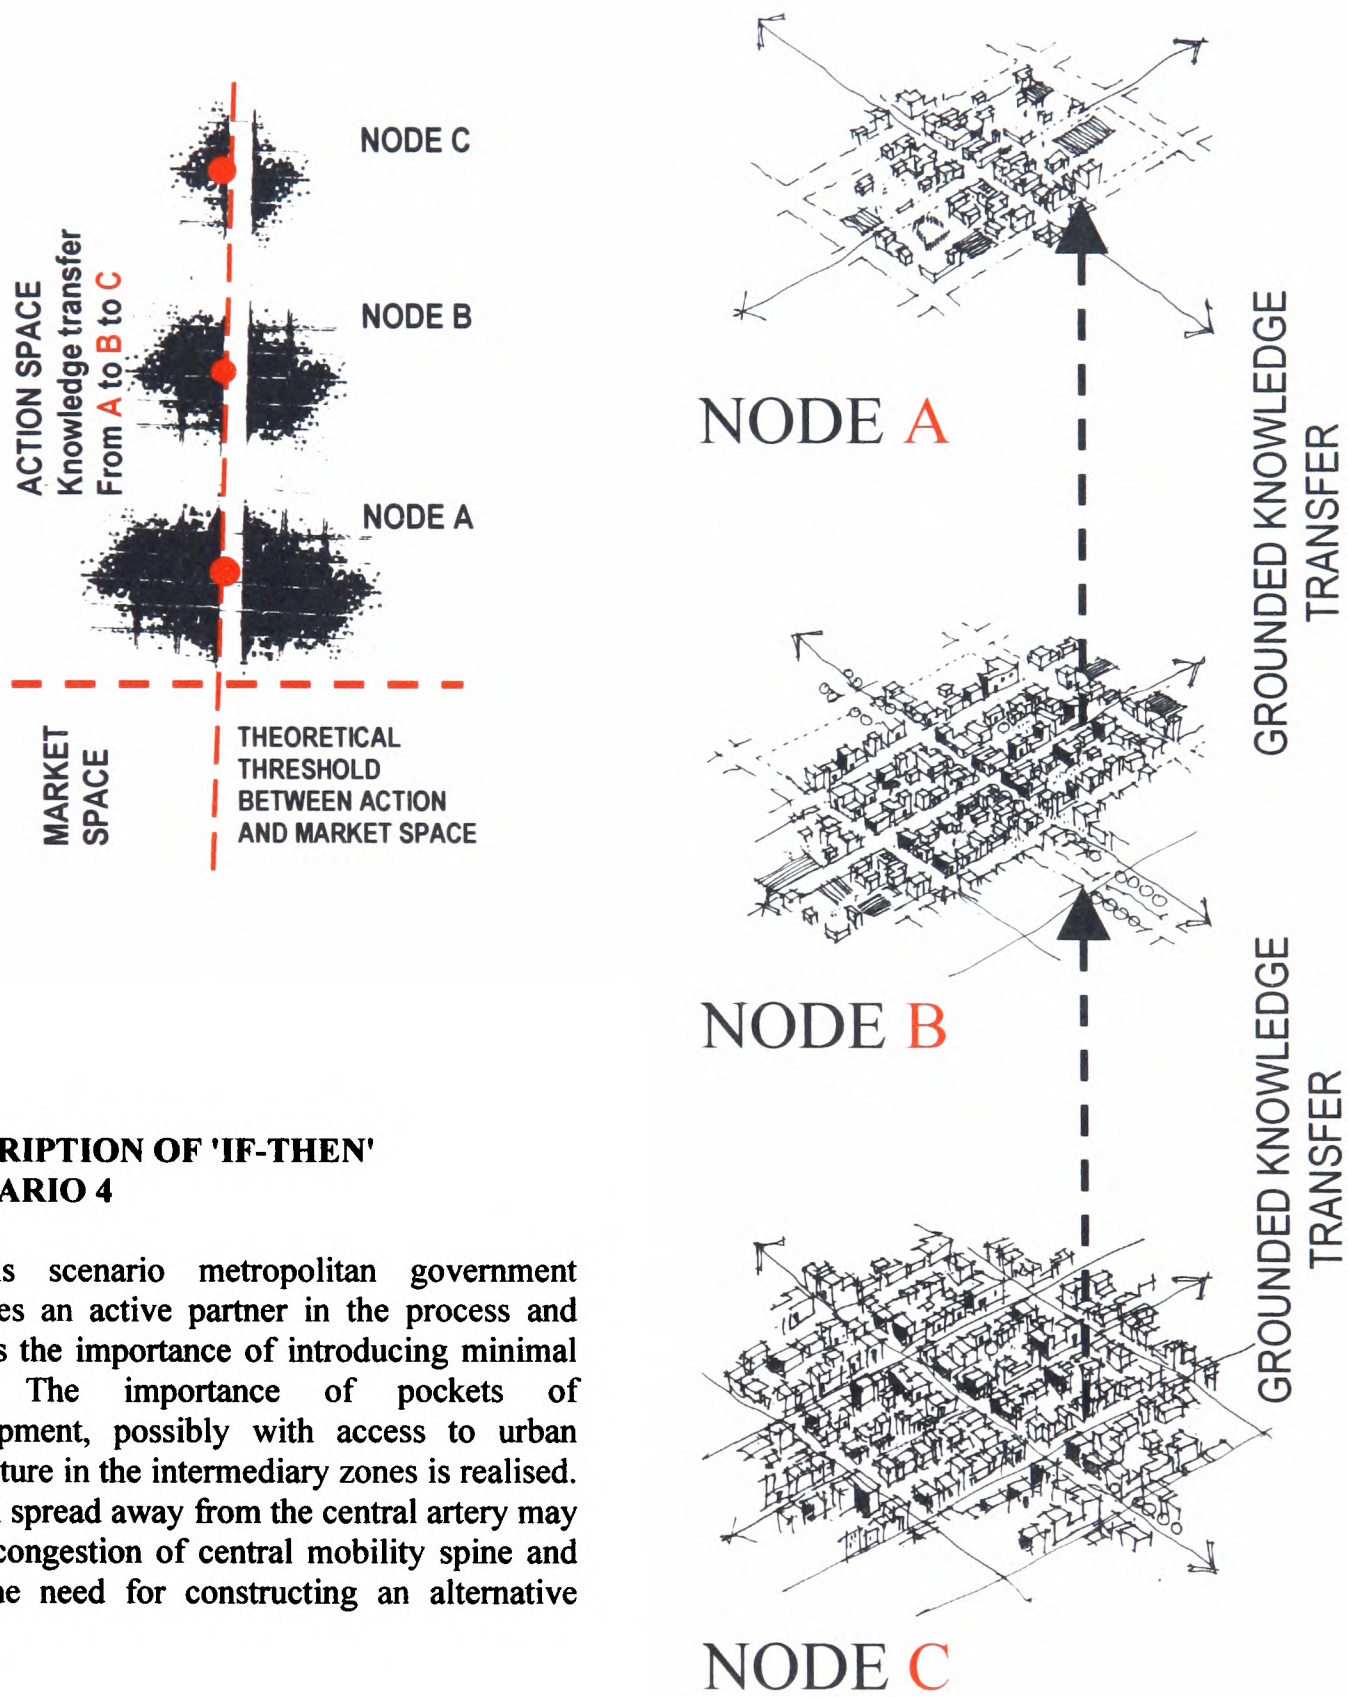 NODE C
NODE B
NODE A
ACTION SPACE
Knowledge transfer
From A to B to C
MARKET
SPACE
THEORETICAL
THRESHOLD
BETWEEN ACTION
AND MARKET SPACE
RIPTION OF 'IF-THEN'
ARIO 4
s scenario metropolitan government
es an active partner in the process and
s the importance of introducing minimal
The importance of pockets of
pment, possibly with access to urban
ture in the intermediary zones is realised.
spread away from the central artery may
congestion of central mobility spine and
ne need for constructing an alternative
NODE A
GROUNDED KNOWLEDGE
TRANSFER
NODE B
GROUNDED KNOWLEDGE
TRANSFER
NODE C